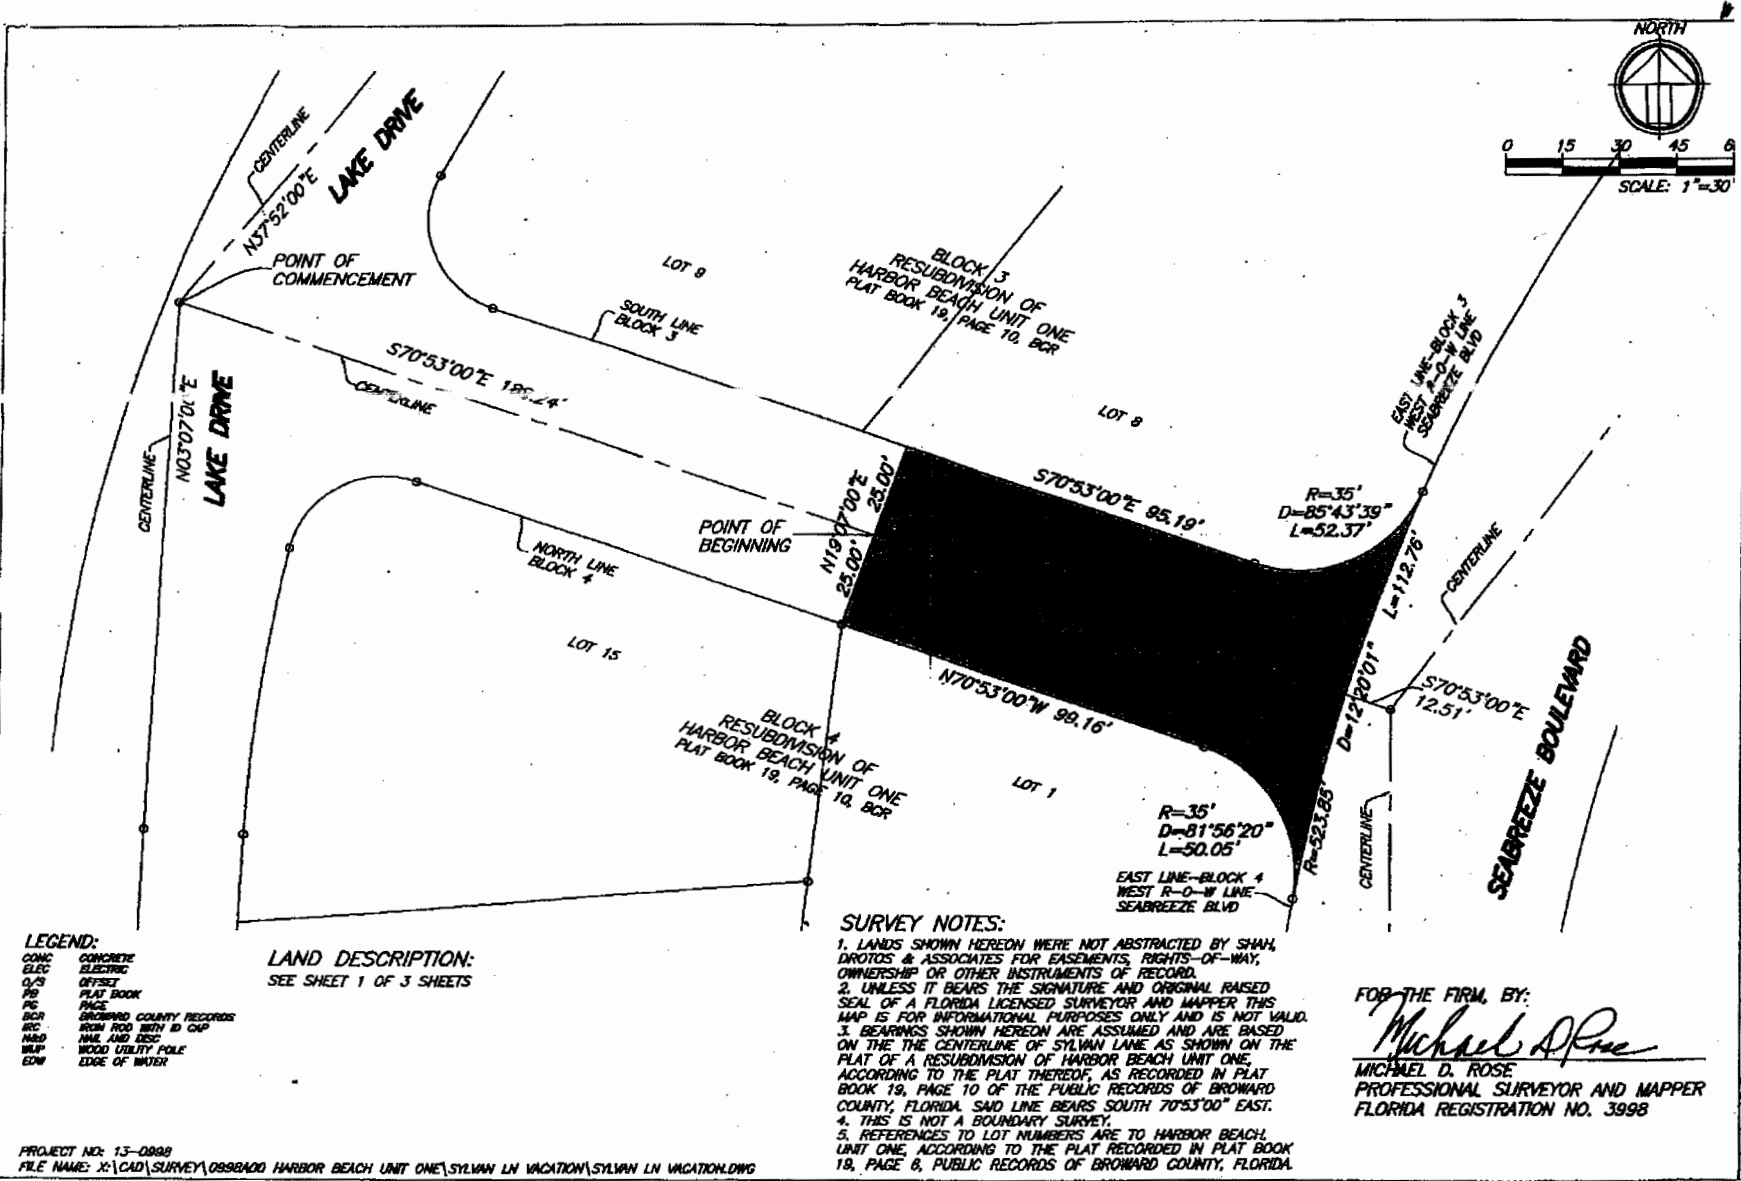 NORTH
0 15 30 45 6
SCALE: 1"=30'
CENTERLINE
LAKE DRIVE
N37°52'00"E
POINT OF
COMMENCEMENT
LOT 9
SOUTH LINE
BLOCK 3
BLOCK 3
RESUBDIVISION OF
HARBOR BEACH UNIT ONE
PLAT BOOK 19, PAGE 10, BCR
EAST LINE-BLOCK 3
WEST R-O-W LINE
SEABREEZE BLVD
S70°53'00"E
CENTERLINE
LOT 8
LAKE DRIVE
CENTERLINE
S70°53'00"E 95.19'
R=35'
D=85°43'39"
L=52.37'
N19°07'00"E
25.00'
25.00'
POINT OF
BEGINNING
NORTH LINE
BLOCK 4
L=112.76'
CENTERLINE
LOT 15
N70°53'00"W 99.16'
D=12°20'01"
S70°53'00"E
12.51'
SEABREEZE BOULEVARD
BLOCK 4
RESUBDIVISION OF
HARBOR BEACH UNIT ONE
PLAT BOOK 19, PAGE 10, BCR
LOT 1
R=35'
D=81°56'20"
L=50.05'
R=523.85'
CENTERLINE
EAST LINE-BLOCK 4
WEST R-O-W LINE
SEABREEZE BLVD
LEGEND:
CONC CONCRETE
ELEC ELECTRIC
O/S OFFSET
PB PLAT BOOK
PG PAGE
BCR BROWARD COUNTY RECORDS
IRC IRON ROD WITH ID CAP
N&D NAIL AND DISC
WUP WOOD UTILITY POLE
EOW EDGE OF WATER
LAND DESCRIPTION:
SEE SHEET 1 OF 3 SHEETS
SURVEY NOTES:
1. LANDS SHOWN HEREON WERE NOT ABSTRACTED BY SHAH,
DROTOS & ASSOCIATES FOR EASEMENTS, RIGHTS-OF-WAY,
OWNERSHIP OR OTHER INSTRUMENTS OF RECORD.
2. UNLESS IT BEARS THE SIGNATURE AND ORIGINAL RAISED
SEAL OF A FLORIDA LICENSED SURVEYOR AND MAPPER THIS
MAP IS FOR INFORMATIONAL PURPOSES ONLY AND IS NOT VALID.
3. BEARINGS SHOWN HEREON ARE ASSUMED AND ARE BASED
ON THE THE CENTERLINE OF SYLVAN LANE AS SHOWN ON THE
PLAT OF A RESUBDIVISION OF HARBOR BEACH UNIT ONE,
ACCORDING TO THE PLAT THEREOF, AS RECORDED IN PLAT
BOOK 19, PAGE 10 OF THE PUBLIC RECORDS OF BROWARD
COUNTY, FLORIDA. SAID LINE BEARS SOUTH 70°53'00" EAST.
4. THIS IS NOT A BOUNDARY SURVEY.
5. REFERENCES TO LOT NUMBERS ARE TO HARBOR BEACH,
UNIT ONE, ACCORDING TO THE PLAT RECORDED IN PLAT BOOK
19, PAGE 6, PUBLIC RECORDS OF BROWARD COUNTY, FLORIDA.
FOR THE FIRM, BY:
Michael D Rose
MICHAEL D. ROSE
PROFESSIONAL SURVEYOR AND MAPPER
FLORIDA REGISTRATION NO. 3998
PROJECT NO: 13-0998
FILE NAME: X:\CAD\SURVEY\0998A00 HARBOR BEACH UNIT ONE\SYLVAN LN VACATION\SYLVAN LN VACATION.DWG